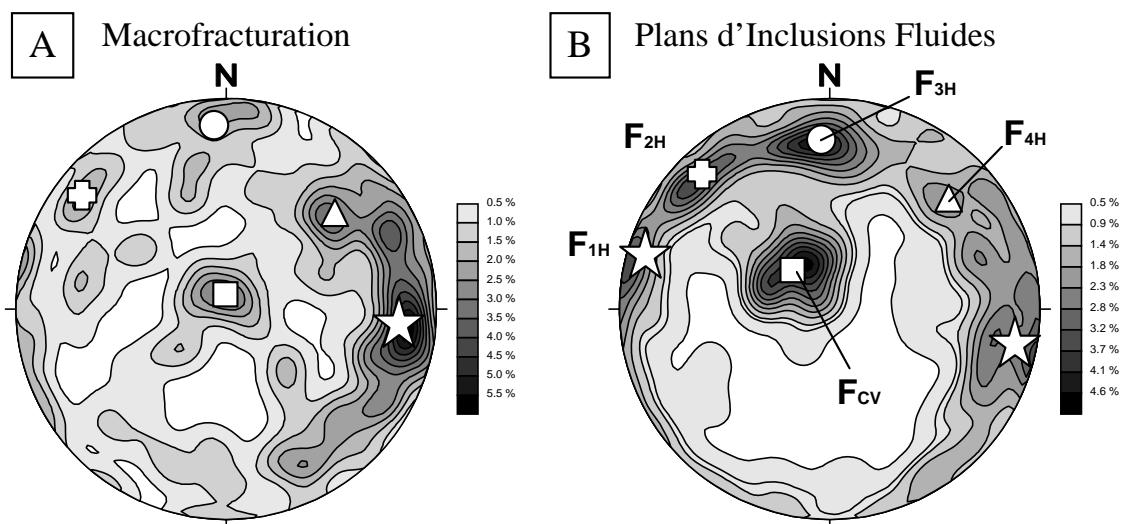 A Macrofracturation
B Plans d’Inclusions Fluides
N
0.5 %
1.0 %
1.5 %
2.0 %
2.5 %
3.0 %
3.5 %
4.0 %
4.5 %
5.0 %
5.5 %
N
F3H
F2H
F4H
F1H
FCV
0.5 %
0.9 %
1.4 %
1.8 %
2.3 %
2.8 %
3.2 %
3.7 %
4.1 %
4.6 %